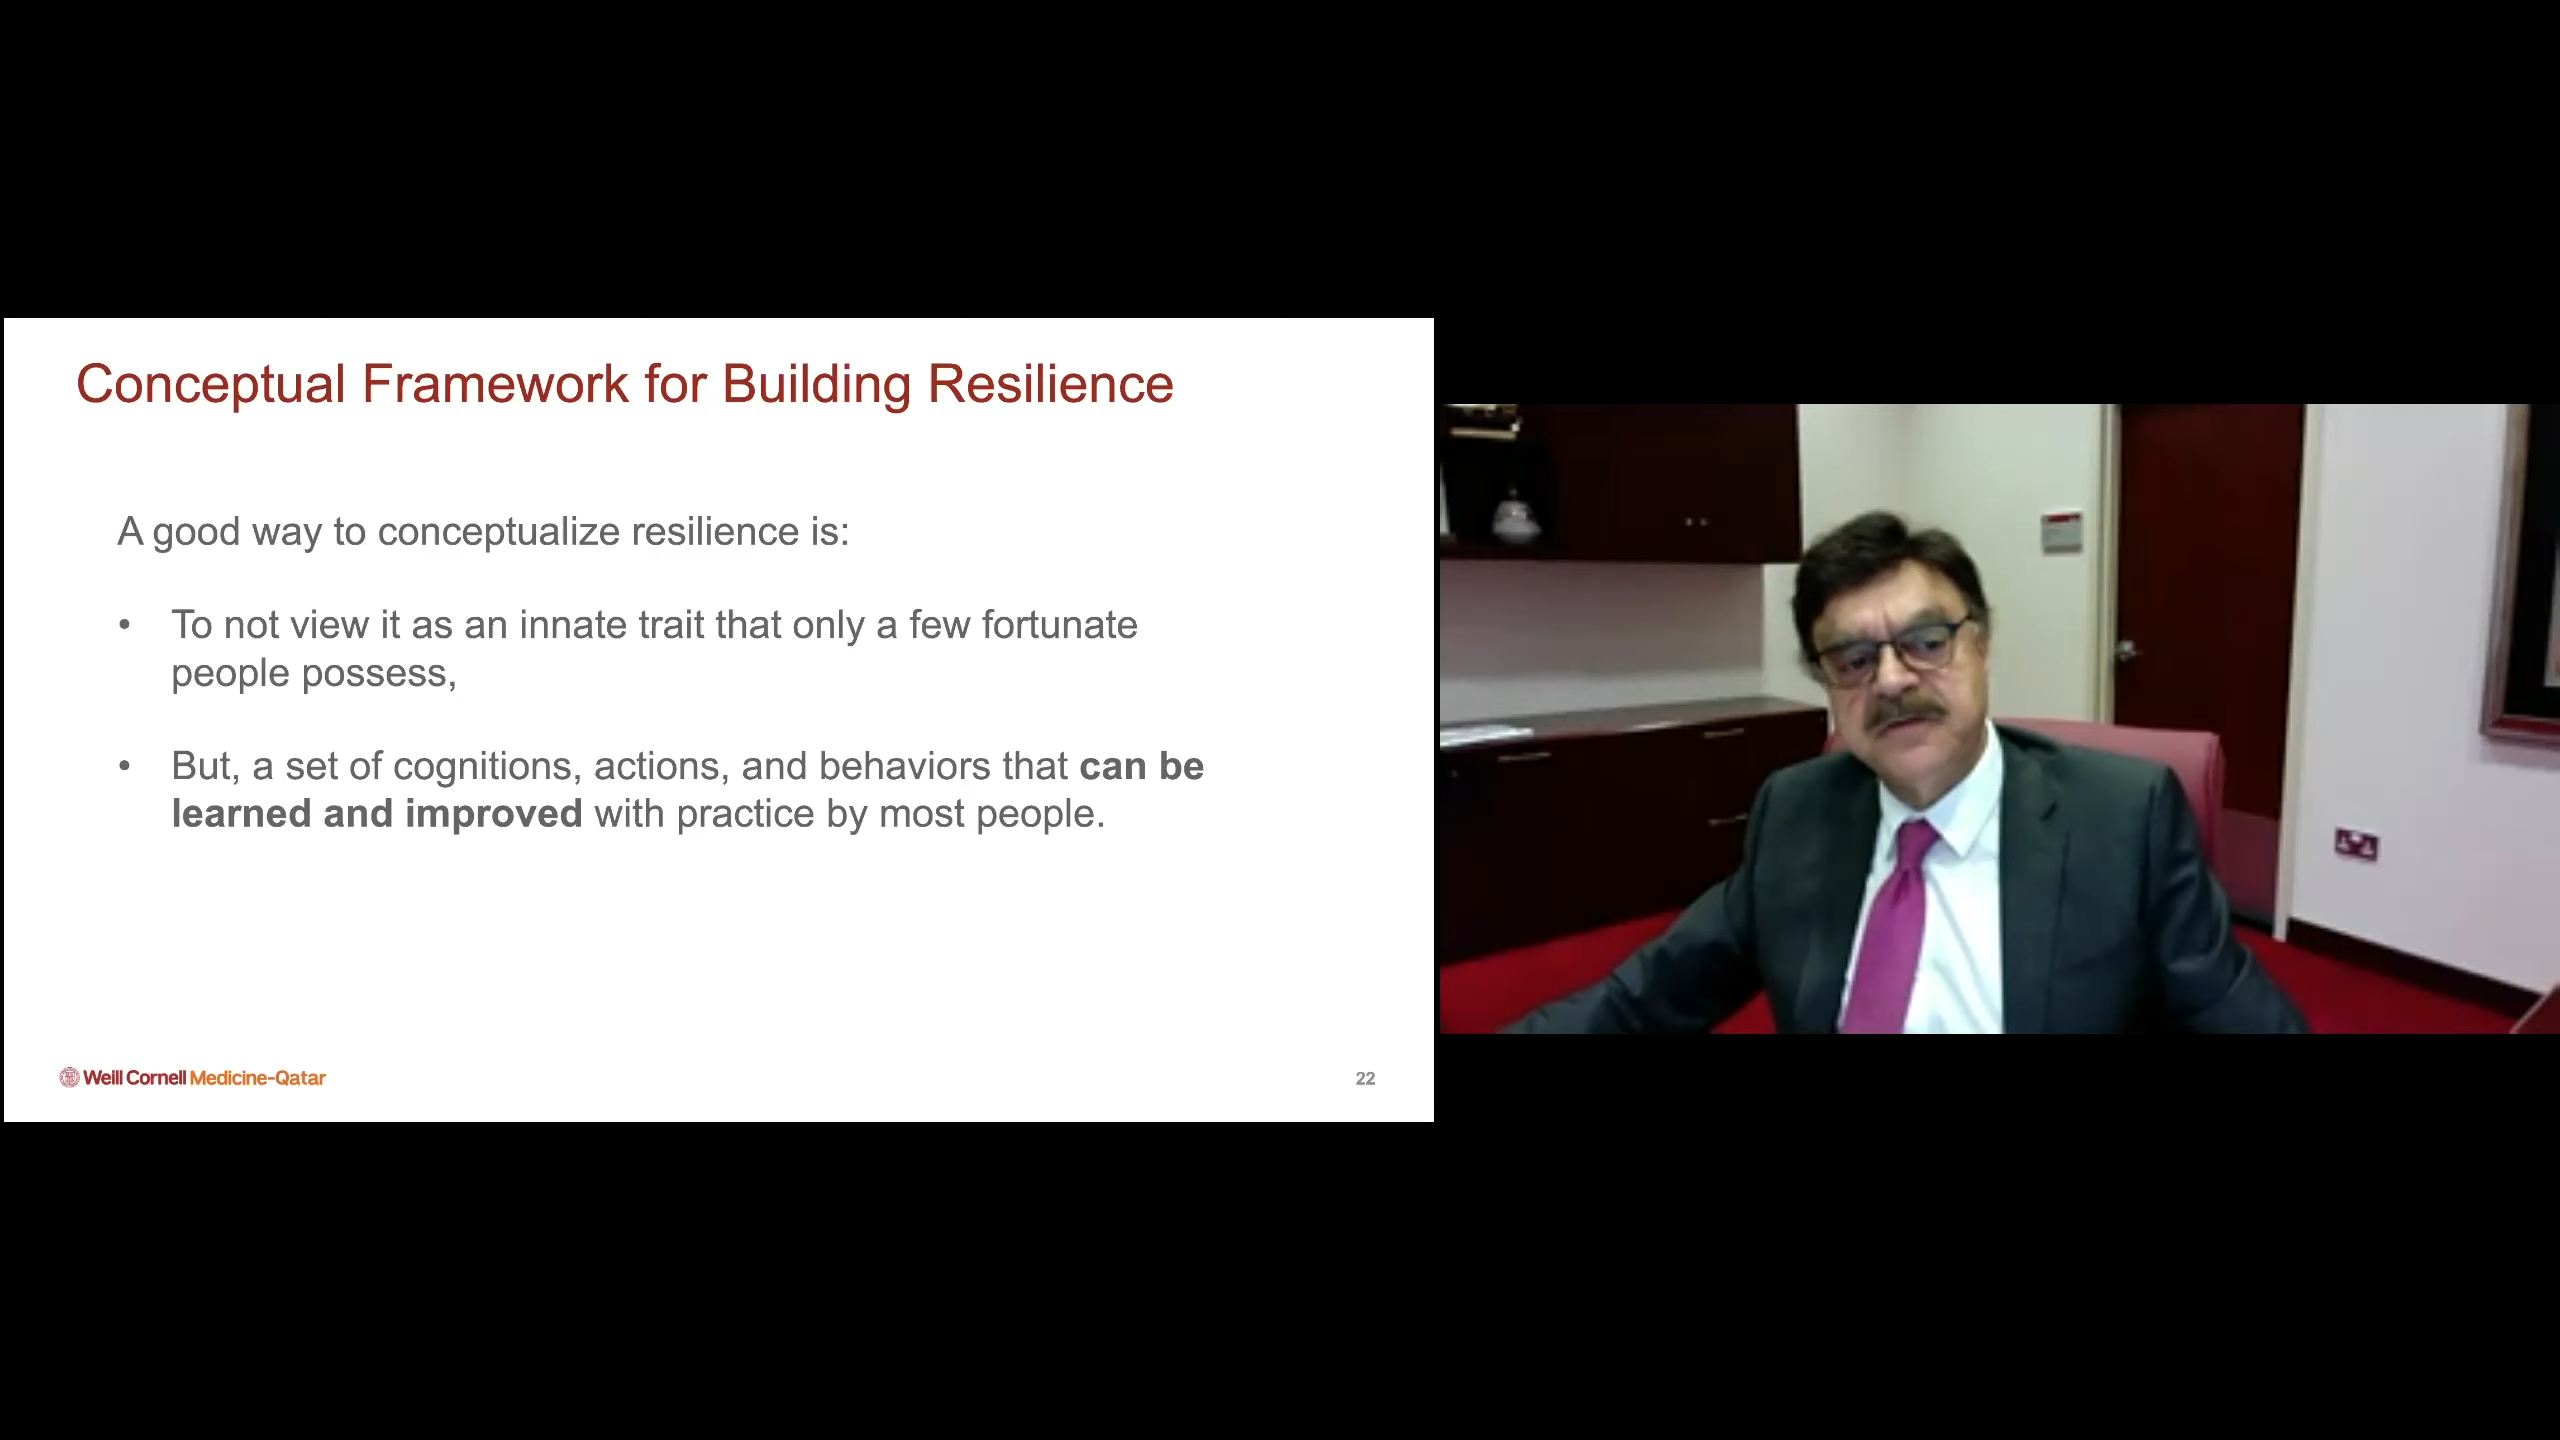 Conceptual Framework for Building Resilience
A good way to conceptualize resilience is:
• To not view it as an innate trait that only a few fortunate
people possess,
• But, a set of cognitions, actions, and behaviors that can be
learned and improved with practice by most people.
Weill Cornell Medicine-Qatar
22